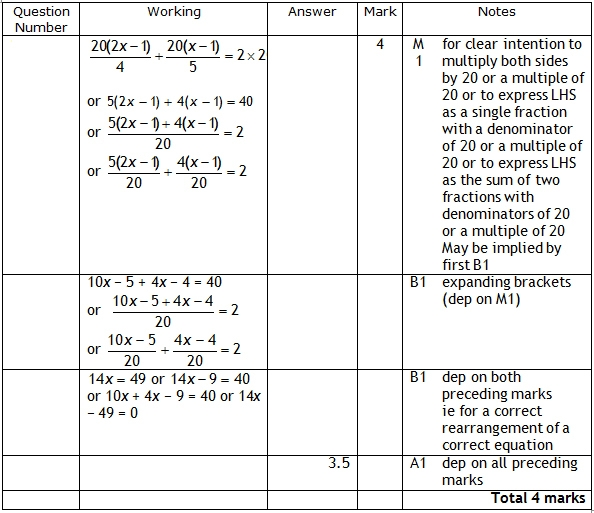 Question Number Working Answer Mark Notes
20(2x – 1)/4 + 20(x – 1)/5 = 2 × 2
4
M1 for clear intention to
multiply both sides
by 20 or a multiple of
20 or to express LHS
as a single fraction
with a denominator
of 20 or a multiple of
20 or to express LHS
as the sum of two
fractions with
denominators of 20
or a multiple of 20
May be implied by
first B1
or 5(2x – 1) + 4(x – 1) = 40
or 5(2x – 1) + 4(x – 1)/20 = 2
or 5(2x – 1)/20 + 4(x – 1)/20 = 2
10x – 5 + 4x – 4 = 40
or 10x – 5 + 4x – 4/20 = 2
or 10x – 5/20 + 4x – 4/20 = 2
B1 expanding brackets
(dep on M1)
14x = 49 or 14x – 9 = 40
or 10x + 4x – 9 = 40 or 14x
– 49 = 0
B1 dep on both
preceding marks
ie for a correct
rearrangement of a
correct equation
3.5
A1 dep on all preceding
marks
Total 4 marks